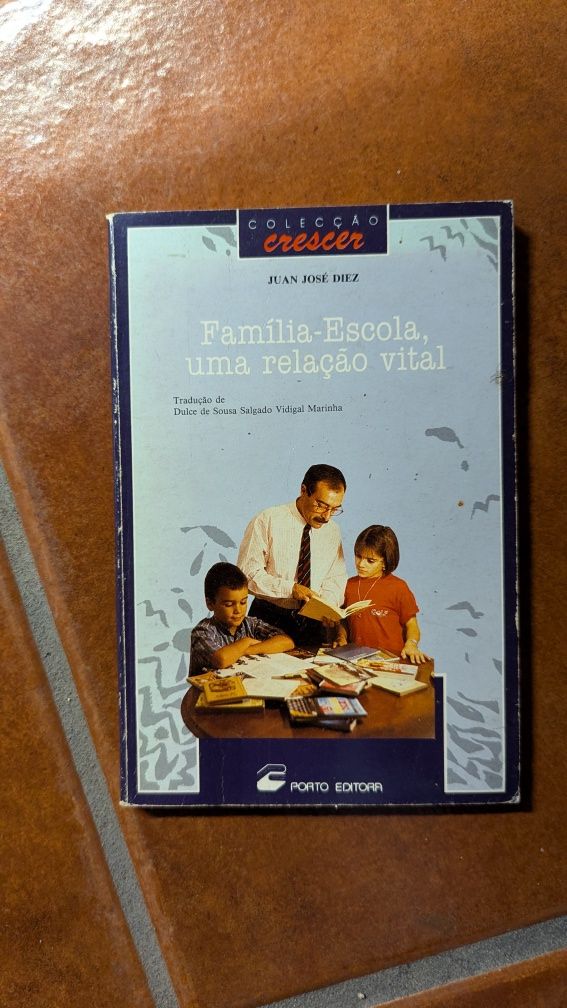 COLECÇÃO
crescer
JUAN JOSÉ DIEZ
Família-Escola,
uma relação vital
Tradução de
Dulce de Sousa Salgado Vidigal Marinha
PORTO EDITORA